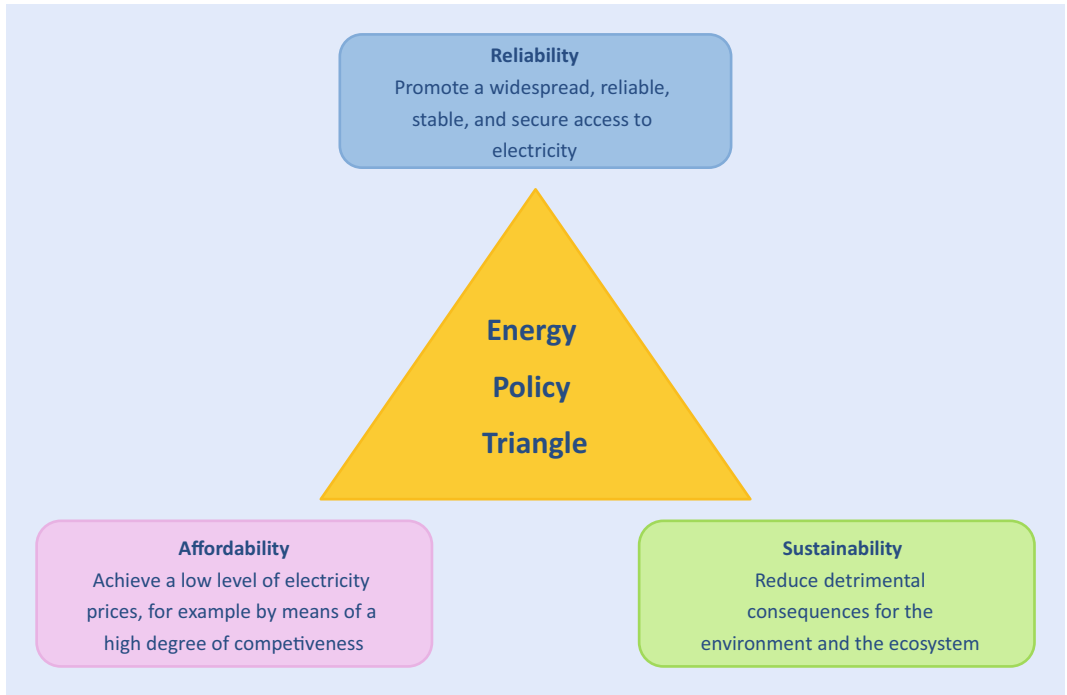 Reliability
Promote a widespread, reliable,
stable, and secure access to
electricity
Energy
Policy
Triangle
Affordability
Achieve a low level of electricity
prices, for example by means of a
high degree of competiveness
Sustainability
Reduce detrimental
consequences for the
environment and the ecosystem